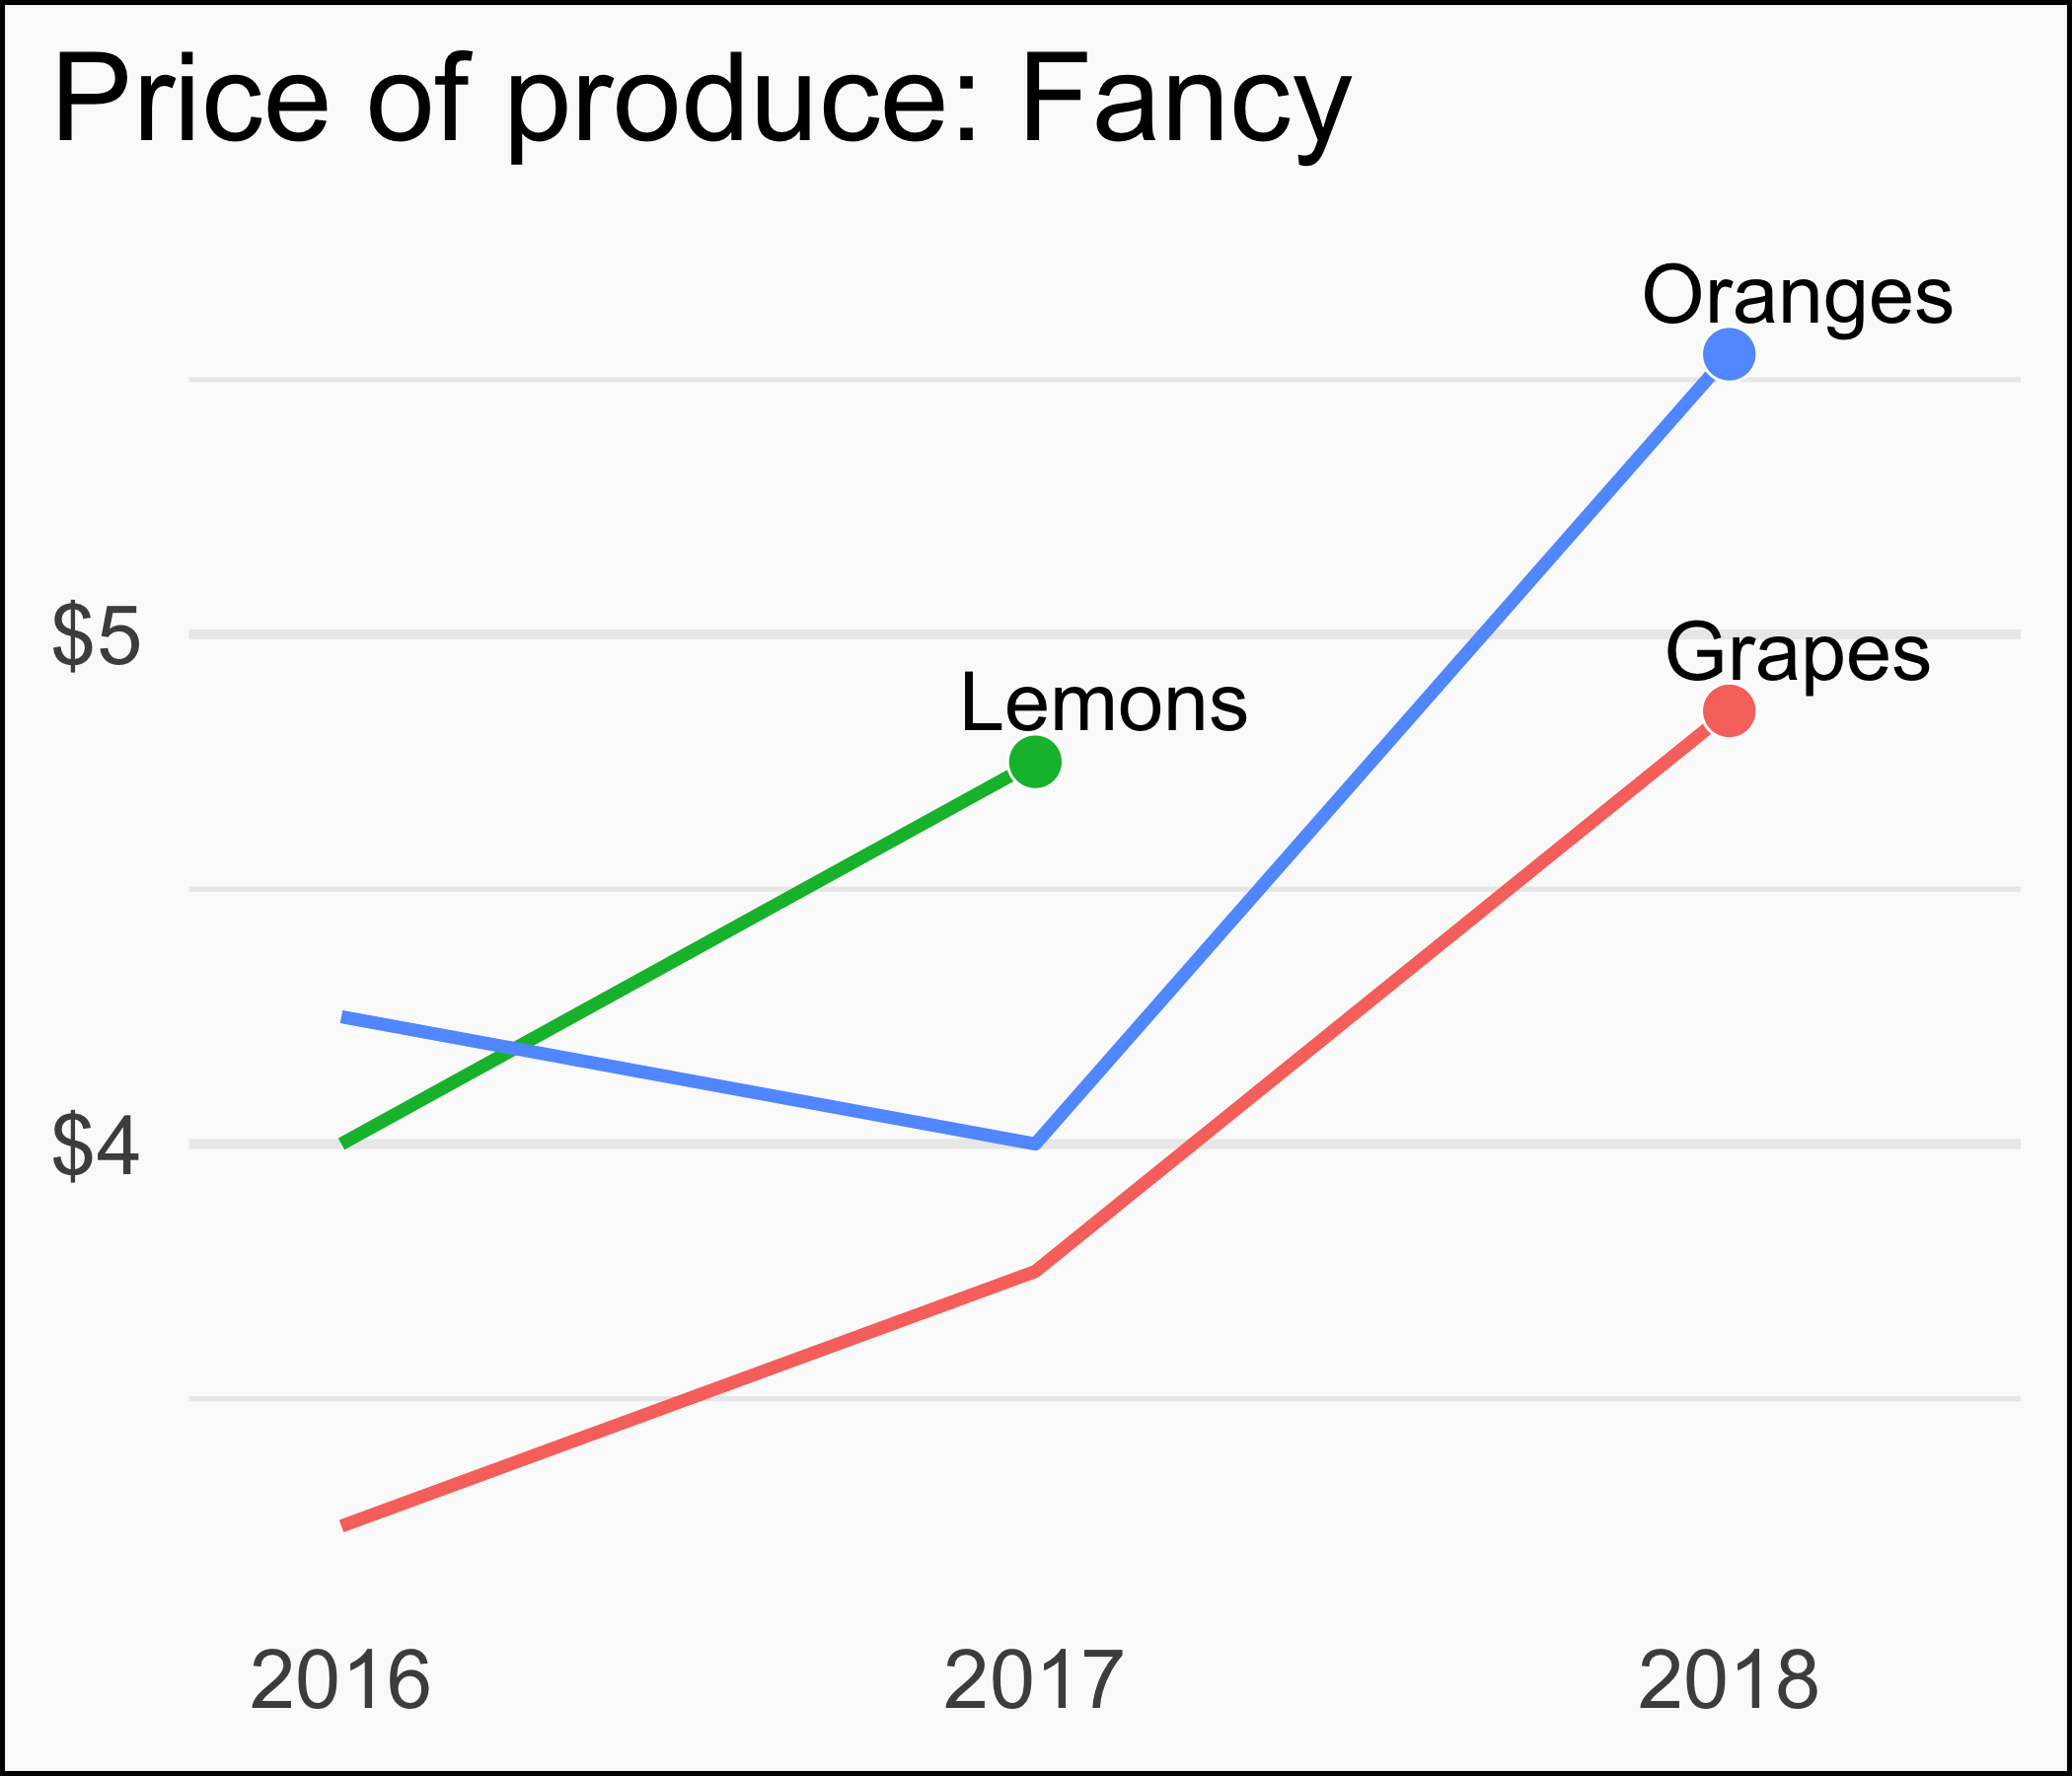 Price of produce: Fancy
Oranges
$5
Grapes
Lemons
$4
2016
2017
2018